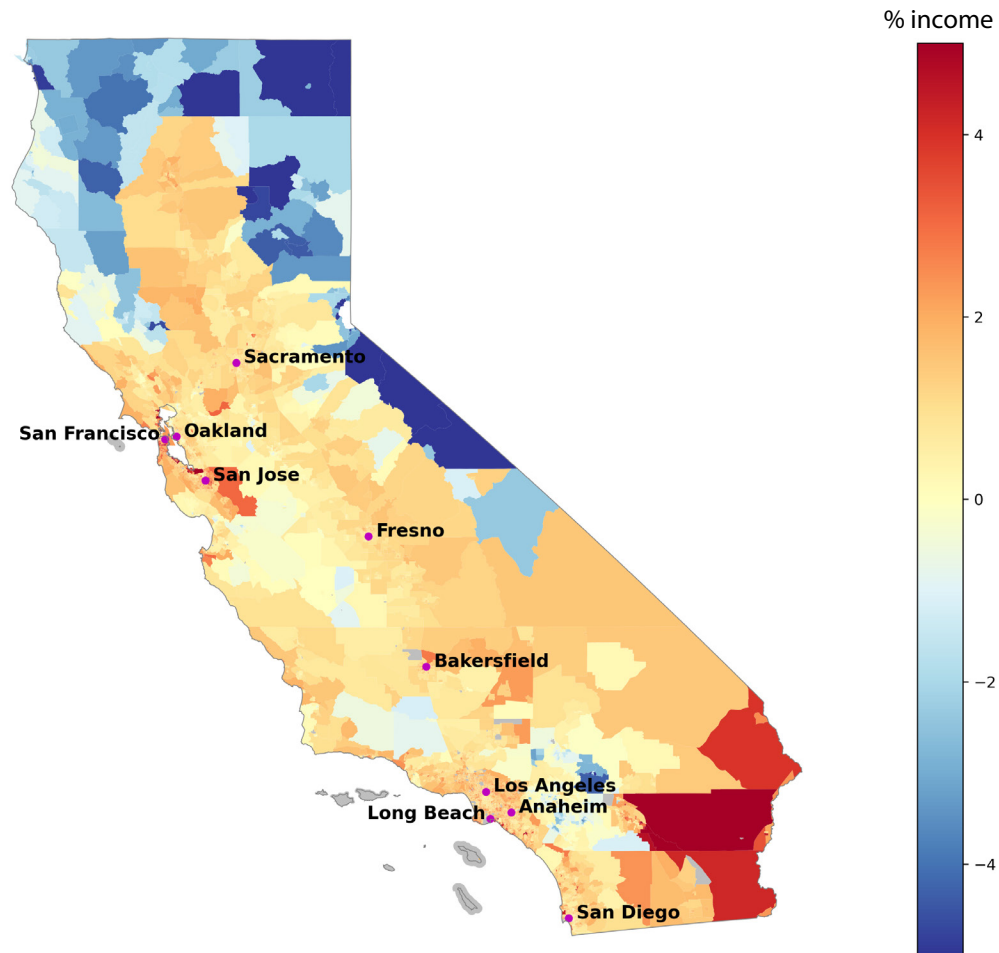 % income
4
2
0
−2
−4
Sacramento
San Francisco
Oakland
San Jose
Fresno
Bakersfield
Los Angeles
Anaheim
Long Beach
San Diego